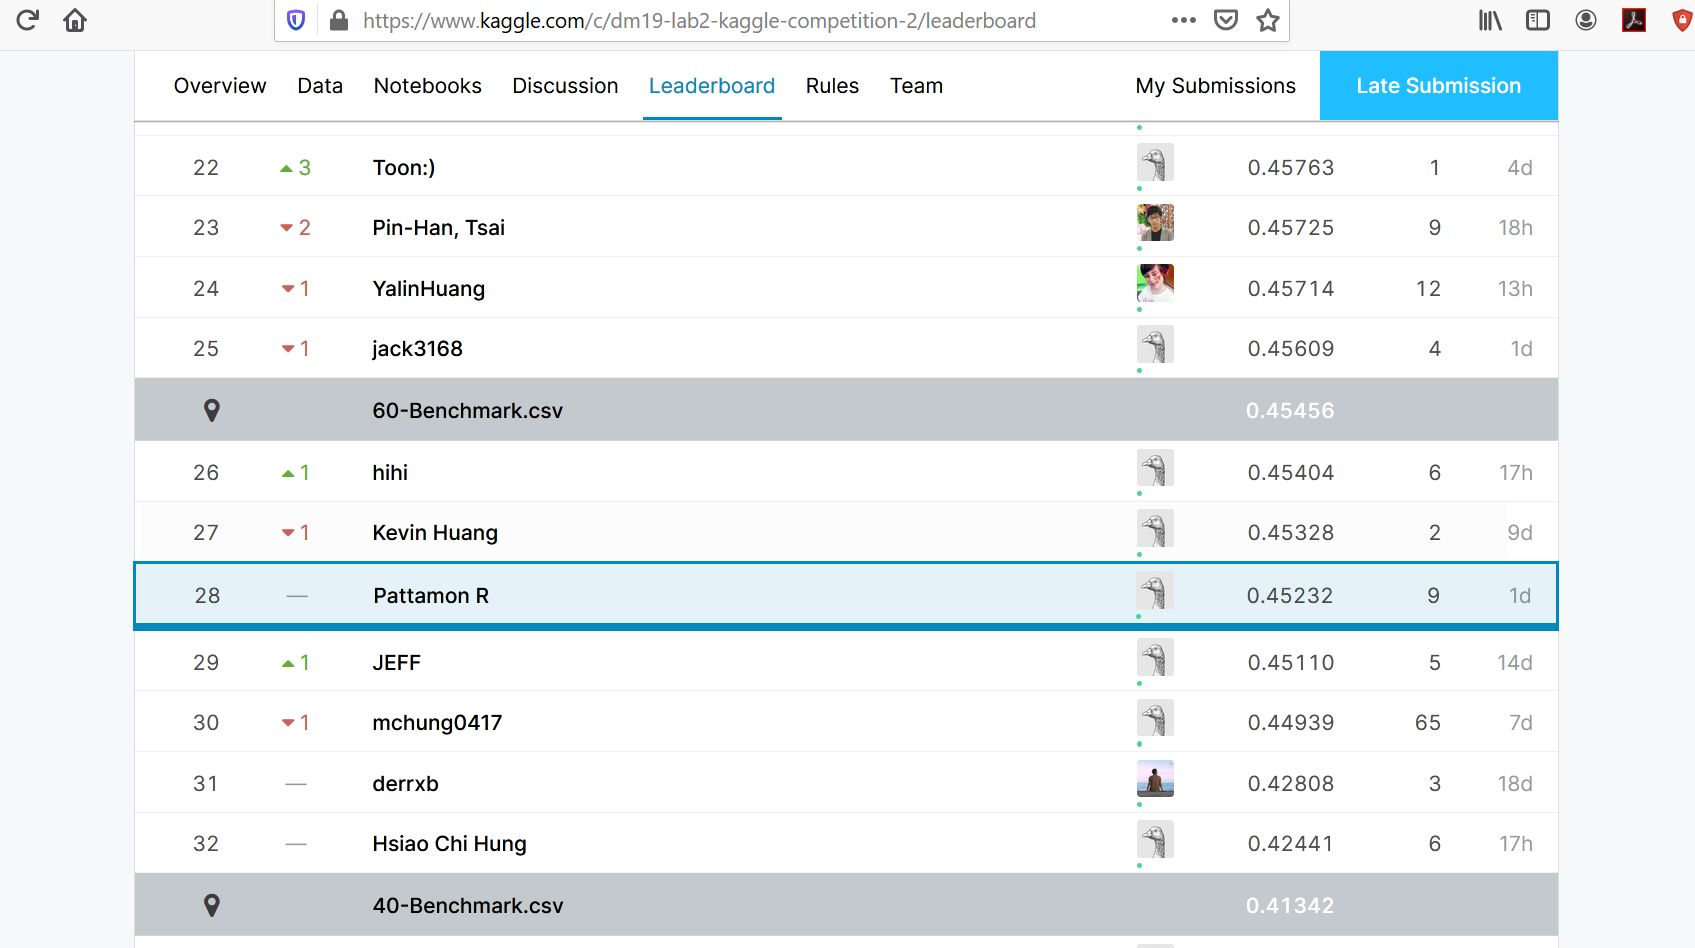 https://www.kaggle.com/c/dm19-lab2-kaggle-competition-2/leaderboard
Overview Data Notebooks Discussion Leaderboard Rules Team My Submissions Late Submission
22 3 Toon:) 0.45763 1 4d
23 2 Pin-Han, Tsai 0.45725 9 18h
24 1 YalinHuang 0.45714 12 13h
25 1 jack3168 0.45609 4 1d
60-Benchmark.csv 0.45456
26 1 hihi 0.45404 6 17h
27 1 Kevin Huang 0.45328 2 9d
28 — Pattamon R 0.45232 9 1d
29 1 JEFF 0.45110 5 14d
30 1 mchung0417 0.44939 65 7d
31 — derrxb 0.42808 3 18d
32 — Hsiao Chi Hung 0.42441 6 17h
40-Benchmark.csv 0.41342